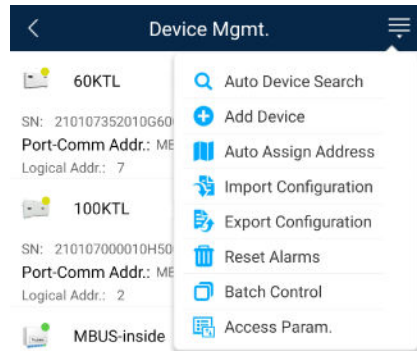 Device Mgmt.
60KTL
SN: 210107352010G60
Port-Comm Addr.: ME
Logical Addr.: 7
100KTL
SN: 210107000010H50
Port-Comm Addr.: ME
Logical Addr.: 2
MBUS-inside
Auto Device Search
Add Device
Auto Assign Address
Import Configuration
Export Configuration
Reset Alarms
Batch Control
Access Param.